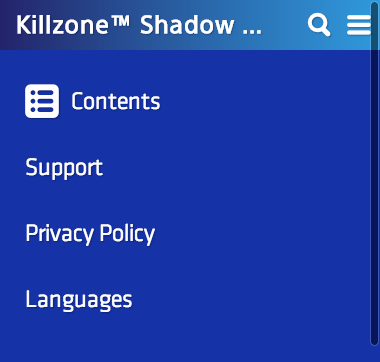 Killzone™ Shadow ...
Contents
Support
Privacy Policy
Languages